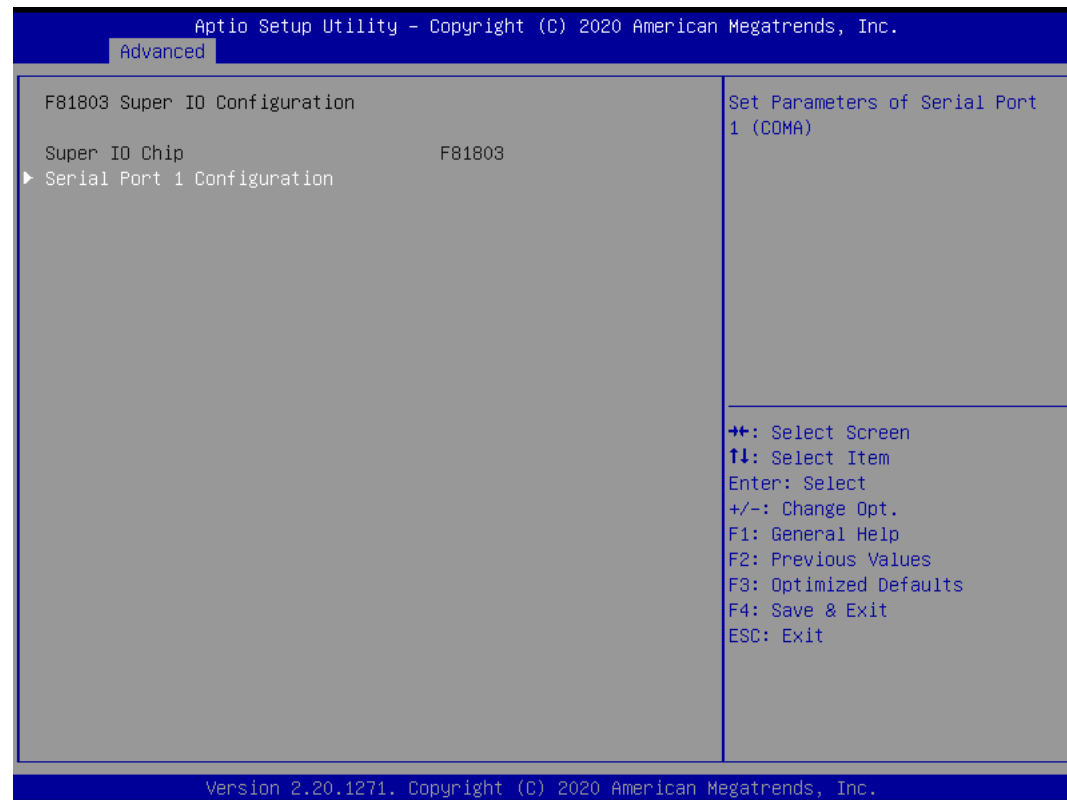 Aptio Setup Utility – Copyright (C) 2020 American Megatrends, Inc.
Advanced
F81803 Super IO Configuration
Super IO Chip F81803
Serial Port 1 Configuration
Set Parameters of Serial Port
1 (COMA)
→←: Select Screen
↑↓: Select Item
Enter: Select
+/-: Change Opt.
F1: General Help
F2: Previous Values
F3: Optimized Defaults
F4: Save & Exit
ESC: Exit
Version 2.20.1271. Copyright (C) 2020 American Megatrends, Inc.